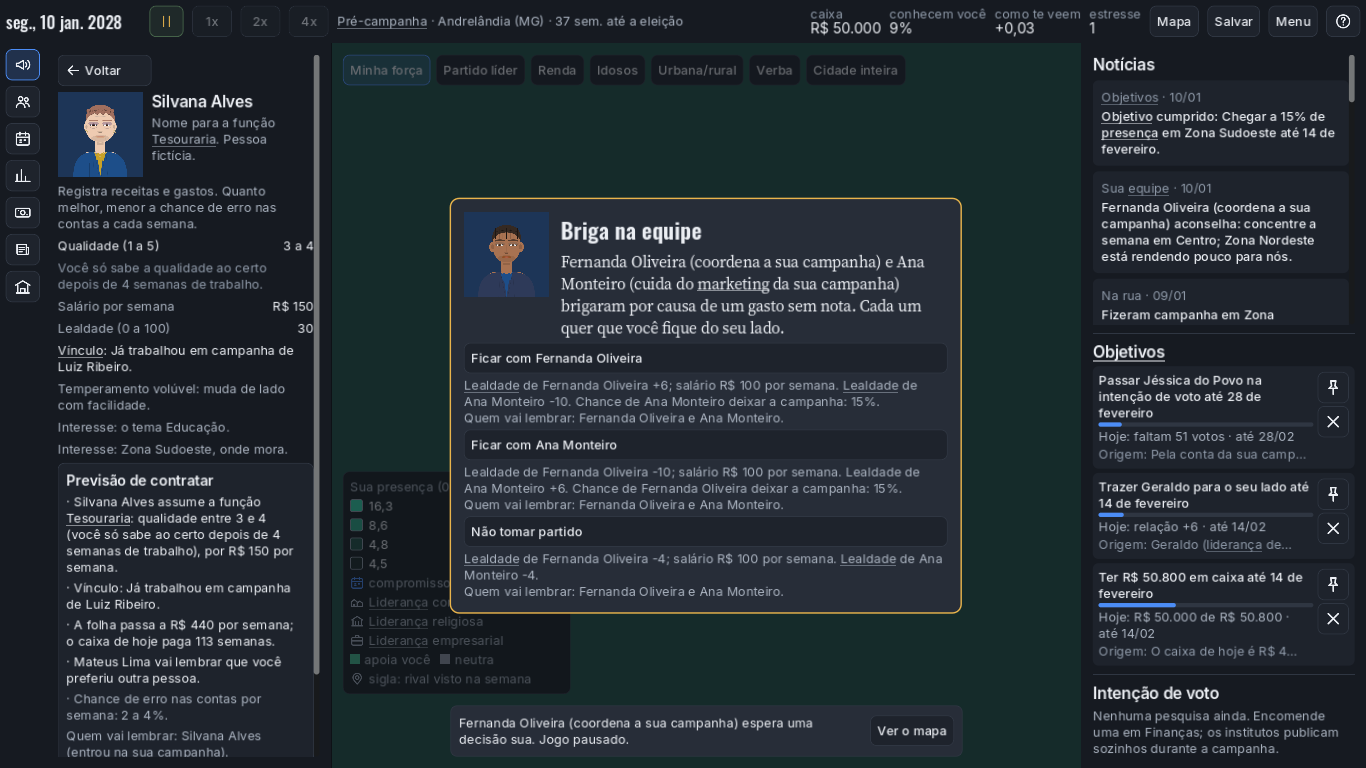 seg., 10 jan. 2028
1x
2x
4x
Pré-campanha · Andrelândia (MG) · 37 sem. até a eleição
caixa
R$ 50.000
conhecem você
9%
como te veem
+0,03
estresse
1
Mapa
Salvar
Menu
← Voltar
Silvana Alves
Nome para a função
Tesouraria. Pessoa
fictícia.
Registra receitas e gastos. Quanto
melhor, menor a chance de erro nas
contas a cada semana.
Qualidade (1 a 5) 3 a 4
Você só sabe a qualidade ao certo
depois de 4 semanas de trabalho.
Salário por semana R$ 150
Lealdade (0 a 100) 30
Vínculo: Já trabalhou em campanha de
Luiz Ribeiro.
Temperamento volúvel: muda de lado
com facilidade.
Interesse: o tema Educação.
Interesse: Zona Sudoeste, onde mora.
Previsão de contratar
· Silvana Alves assume a função
Tesouraria: qualidade entre 3 e 4
(você só sabe ao certo depois de 4
semanas de trabalho), por R$ 150 por
semana.
· Vínculo: Já trabalhou em campanha
de Luiz Ribeiro.
· A folha passa a R$ 440 por semana;
o caixa de hoje paga 113 semanas.
· Mateus Lima vai lembrar que você
preferiu outra pessoa.
· Chance de erro nas contas por
semana: 2 a 4%.
Quem vai lembrar: Silvana Alves
(entrou na sua campanha).
Minha força
Partido líder
Renda
Idosos
Urbana/rural
Verba
Cidade inteira
Sua presença (0
16,3
8,6
4,8
4,5
compromisso
Liderança co
Liderança religiosa
Liderança empresarial
apoia você
neutra
sigla: rival visto na semana
Briga na equipe
Fernanda Oliveira (coordena a sua campanha) e Ana
Monteiro (cuida do marketing da sua campanha)
brigaram por causa de um gasto sem nota. Cada um
quer que você fique do seu lado.
Ficar com Fernanda Oliveira
Lealdade de Fernanda Oliveira +6; salário R$ 100 por semana. Lealdade de
Ana Monteiro -10. Chance de Ana Monteiro deixar a campanha: 15%.
Quem vai lembrar: Fernanda Oliveira e Ana Monteiro.
Ficar com Ana Monteiro
Lealdade de Fernanda Oliveira -10; salário R$ 100 por semana. Lealdade de
Ana Monteiro +6. Chance de Fernanda Oliveira deixar a campanha: 15%.
Quem vai lembrar: Fernanda Oliveira e Ana Monteiro.
Não tomar partido
Lealdade de Fernanda Oliveira -4; salário R$ 100 por semana. Lealdade de Ana
Monteiro -4.
Quem vai lembrar: Fernanda Oliveira e Ana Monteiro.
Fernanda Oliveira (coordena a sua campanha) espera uma
decisão sua. Jogo pausado.
Ver o mapa
Notícias
Objetivos · 10/01
Objetivo cumprido: Chegar a 15% de
presença em Zona Sudoeste até 14 de
fevereiro.
Sua equipe · 10/01
Fernanda Oliveira (coordena a sua
campanha) aconselha: concentre a
semana em Centro; Zona Nordeste
está rendendo pouco para nós.
Na rua · 09/01
Fizeram campanha em Zona
Objetivos
Passar Jéssica do Povo na
intenção de voto até 28 de
fevereiro
Hoje: faltam 51 votos · até 28/02
Origem: Pela conta da sua camp...
Trazer Geraldo para o seu lado até
14 de fevereiro
Hoje: relação +6 · até 14/02
Origem: Geraldo (liderança de...
Ter R$ 50.800 em caixa até 14 de
fevereiro
Hoje: R$ 50.000 de R$ 50.800 ·
até 14/02
Origem: O caixa de hoje é R$ 4...
Intenção de voto
Nenhuma pesquisa ainda. Encomende
uma em Finanças; os institutos publicam
sozinhos durante a campanha.